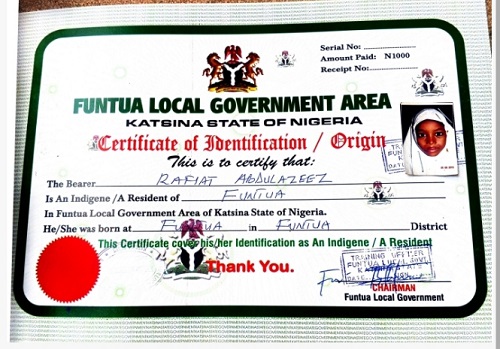 Serial No:
Amount Paid: N1000
Receipt No:
FUNTUA LOCAL GOVERNMENT AREA
KATSINA STATE OF NIGERIA
Certificate of Identification / Origin
This is to certify that:
The Bearer RAFIAT ABDULAZEEZ
Is An Indigene /A Resident of FUNTUA
In Funtua Local Government Area of Katsina State of Nigeria.
He/She was born at FUNTUA in FUNTUA District
This Certificate cover his/her Identification as An Indigene / A Resident
Thank You.
TRAINING OFFICER
CHAIRMAN
Funtua Local Government